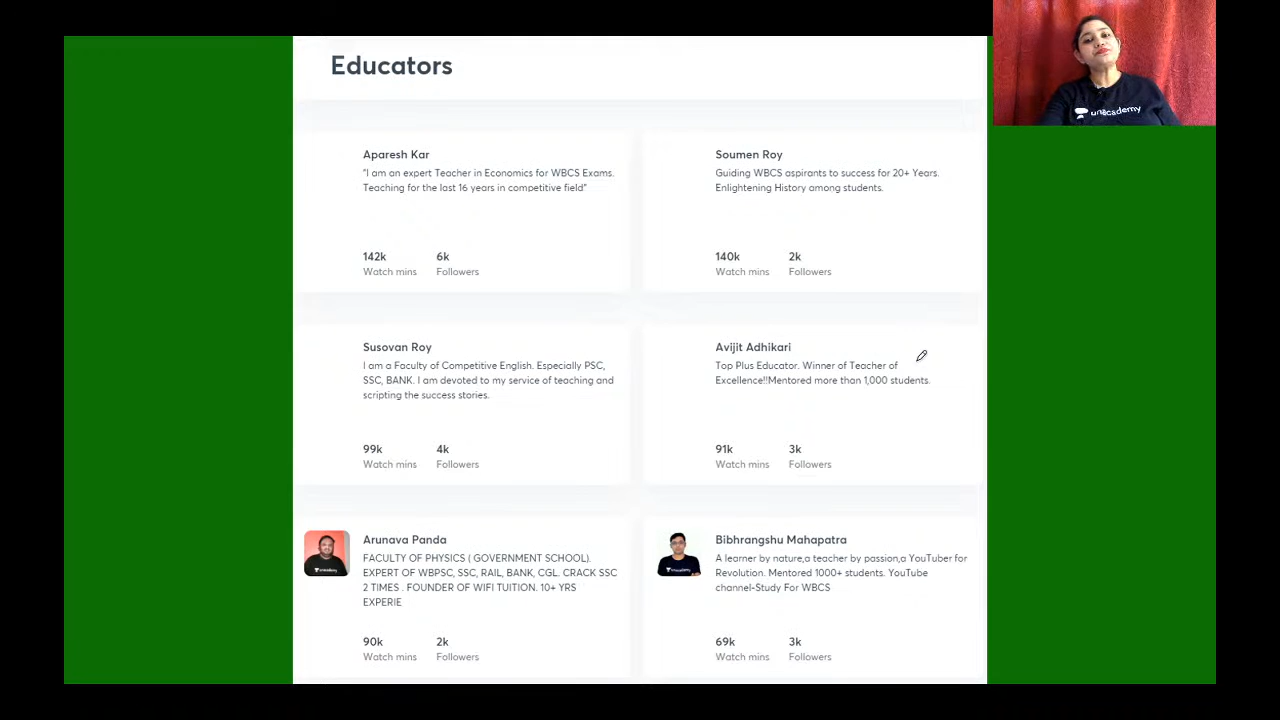 Educators
unacademy
Aparesh Kar
"I am an expert Teacher in Economics for WBCS Exams.
Teaching for the last 16 years in competitive field"
142k 6k
Watch mins Followers
Soumen Roy
Guiding WBCS aspirants to success for 20+ Years.
Enlightening History among students.
140k 2k
Watch mins Followers
Susovan Roy
I am a Faculty of Competitive English. Especially PSC,
SSC, BANK. I am devoted to my service of teaching and
scripting the success stories.
99k 4k
Watch mins Followers
Avijit Adhikari
Top Plus Educator. Winner of Teacher of
Excellence!!Mentored more than 1,000 students.
91k 3k
Watch mins Followers
Arunava Panda
FACULTY OF PHYSICS ( GOVERNMENT SCHOOL).
EXPERT OF WBPSC, SSC, RAIL, BANK, CGL. CRACK SSC
2 TIMES . FOUNDER OF WIFI TUITION. 10+ YRS
EXPERIE
90k 2k
Watch mins Followers
Bibhrangshu Mahapatra
A learner by nature,a teacher by passion,a YouTuber for
Revolution. Mentored 1000+ students. YouTube
channel-Study For WBCS
69k 3k
Watch mins Followers